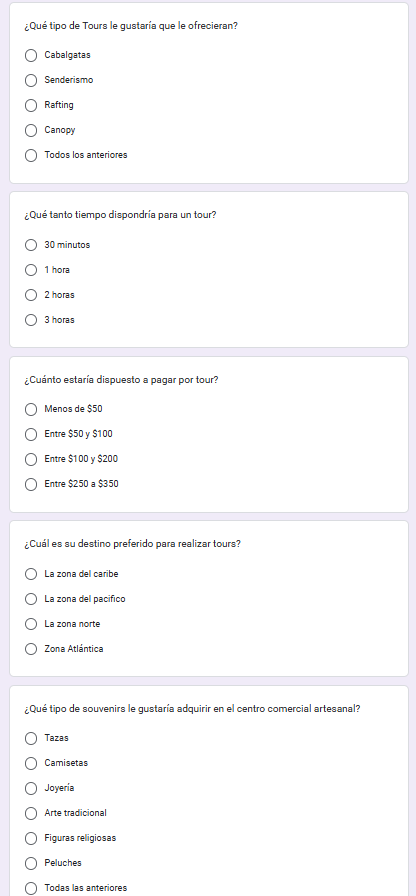 ¿Qué tipo de Tours le gustaría que le ofrecieran?
Cabalgatas
Senderismo
Rafting
Canopy
Todos los anteriores
¿Qué tanto tiempo dispondría para un tour?
30 minutos
1 hora
2 horas
3 horas
¿Cuánto estaría dispuesto a pagar por tour?
Menos de $50
Entre $50 y $100
Entre $100 y $200
Entre $250 a $350
¿Cuál es su destino preferido para realizar tours?
La zona del caribe
La zona del pacifico
La zona norte
Zona Atlántica
¿Qué tipo de souvenirs le gustaría adquirir en el centro comercial artesanal?
Tazas
Camisetas
Joyería
Arte tradicional
Figuras religiosas
Peluches
Todas las anteriores